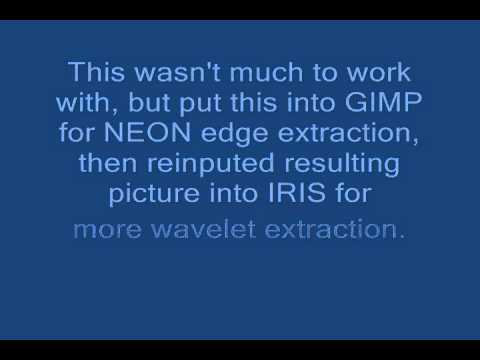 This wasn't much to work
with, but put this into GIMP
for NEON edge extraction,
then reinputed resulting
picture into IRIS for
more wavelet extraction.